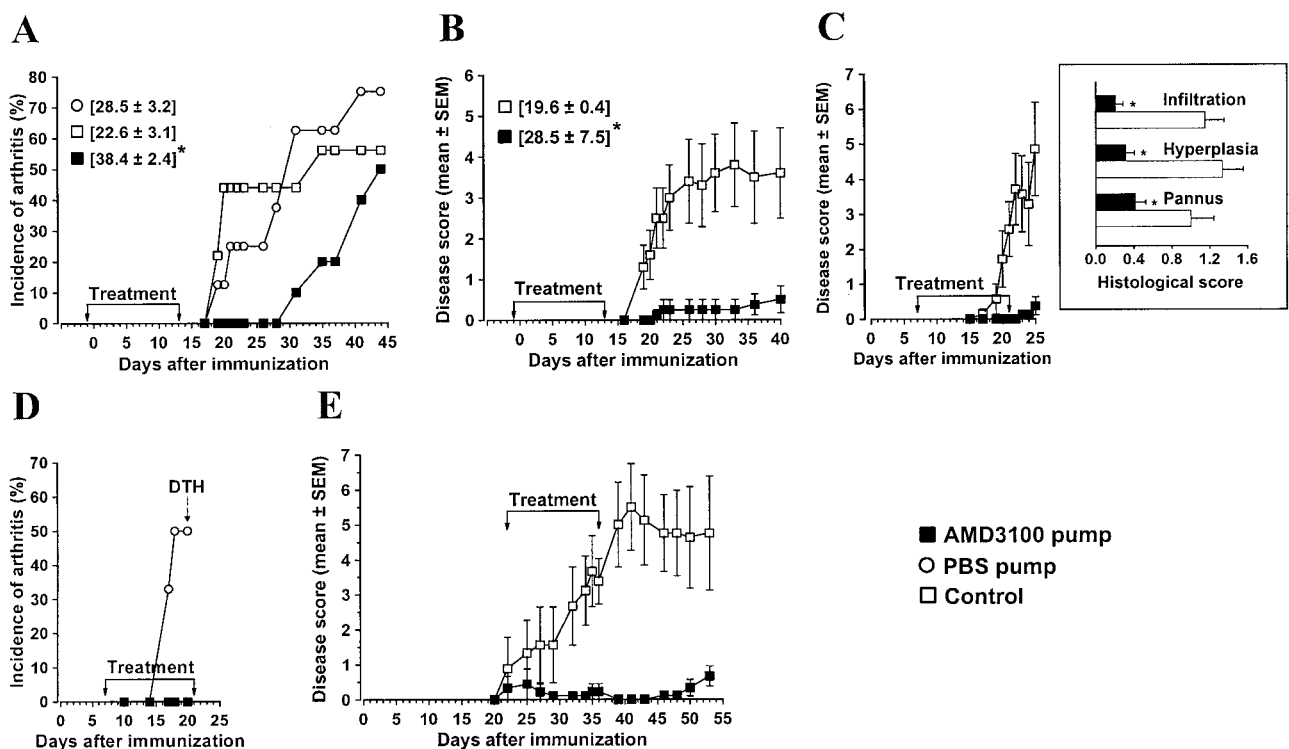 A
Incidence of arthritis (%)
80
70
60
50
40
30
20
10
0
[28.5 ± 3.2]
[22.6 ± 3.1]
[38.4 ± 2.4]*
Treatment
0 5 10 15 20 25 30 35 40 45
Days after immunization
B
Disease score (mean ± SEM)
6
5
4
3
2
1
0
[19.6 ± 0.4]
[28.5 ± 7.5]*
Treatment
0 5 10 15 20 25 30 35 40
Days after immunization
C
Disease score (mean ± SEM)
7
6
5
4
3
2
1
0
Treatment
0 5 10 15 20 25
Days after immunization
* Infiltration
* Hyperplasia
* Pannus
0.0 0.4 0.8 1.2 1.6
Histological score
D
Incidence of arthritis (%)
70
60
50
40
30
20
10
0
DTH
Treatment
0 5 10 15 20 25
Days after immunization
E
Disease score (mean ± SEM)
7
6
5
4
3
2
1
0
Treatment
0 5 10 15 20 25 30 35 40 45 50 55
Days after immunization
AMD3100 pump
PBS pump
Control